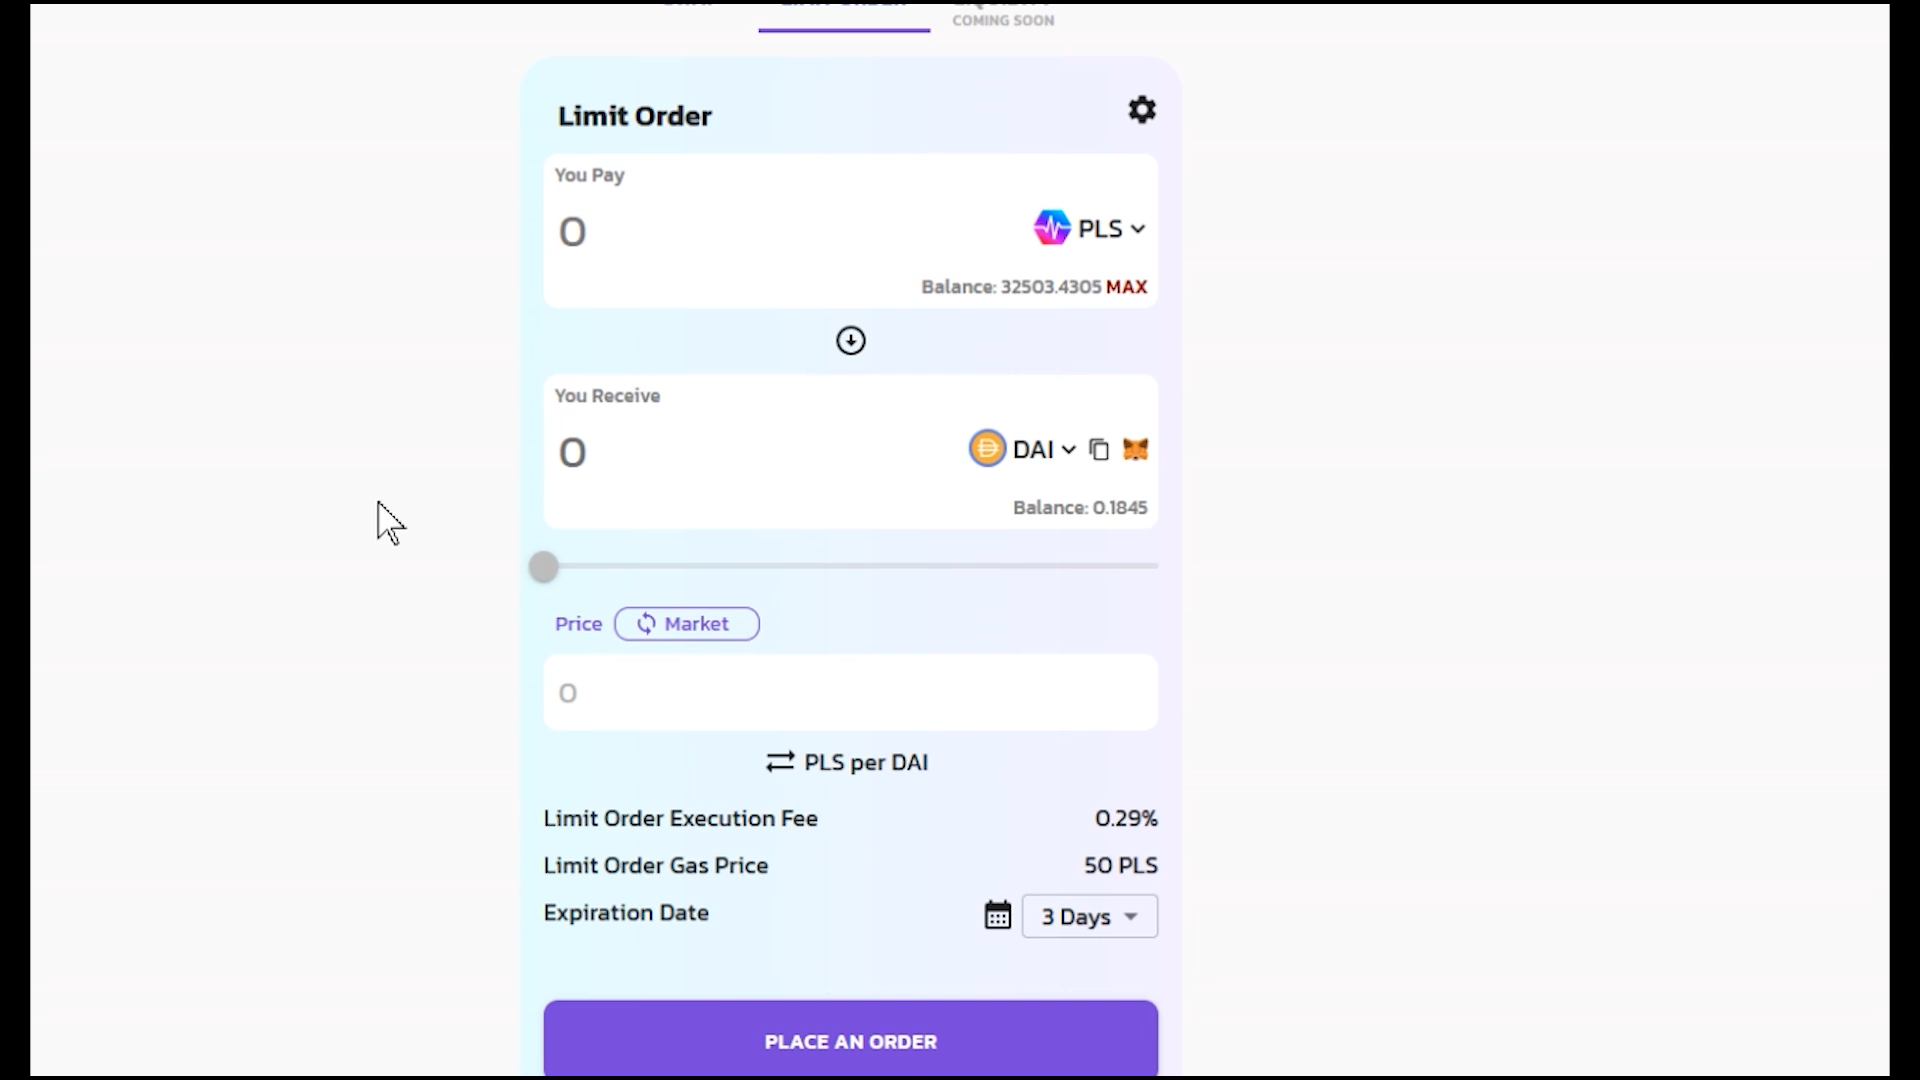 COMING SOON
Limit Order
You Pay
0
PLS
Balance: 32503.4305 MAX
You Receive
0
DAI
Balance: 0.1845
Price Market
0
PLS per DAI
Limit Order Execution Fee 0.29%
Limit Order Gas Price 50 PLS
Expiration Date 3 Days
PLACE AN ORDER